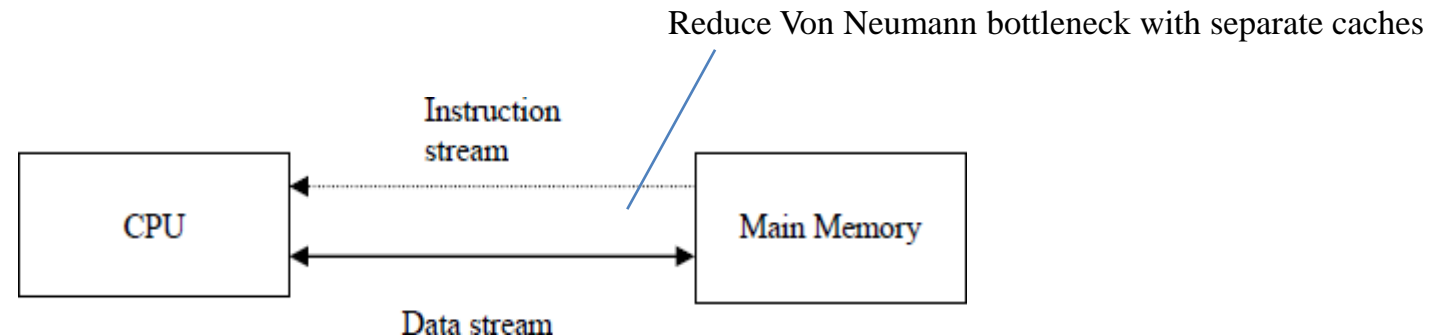 Reduce Von Neumann bottleneck with separate caches
Instruction
stream
CPU
Main Memory
Data stream